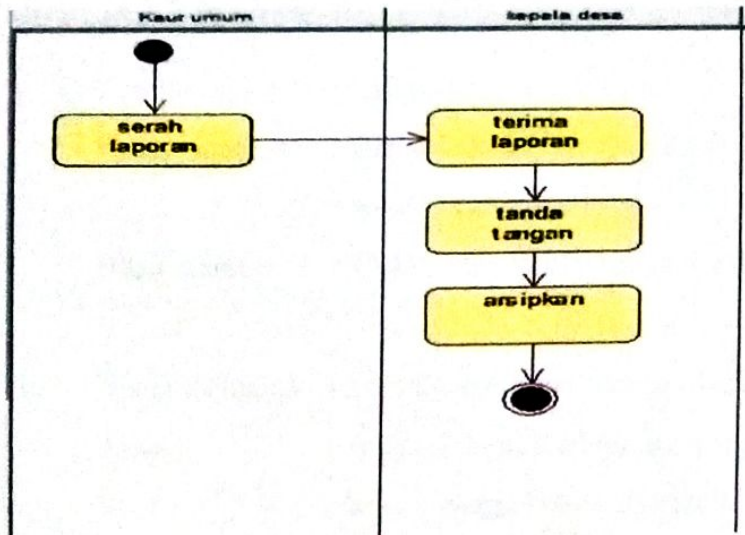 Kaur umum
kepala desa
serah
laporan
terima
laporan
tanda
tangan
arsipkan